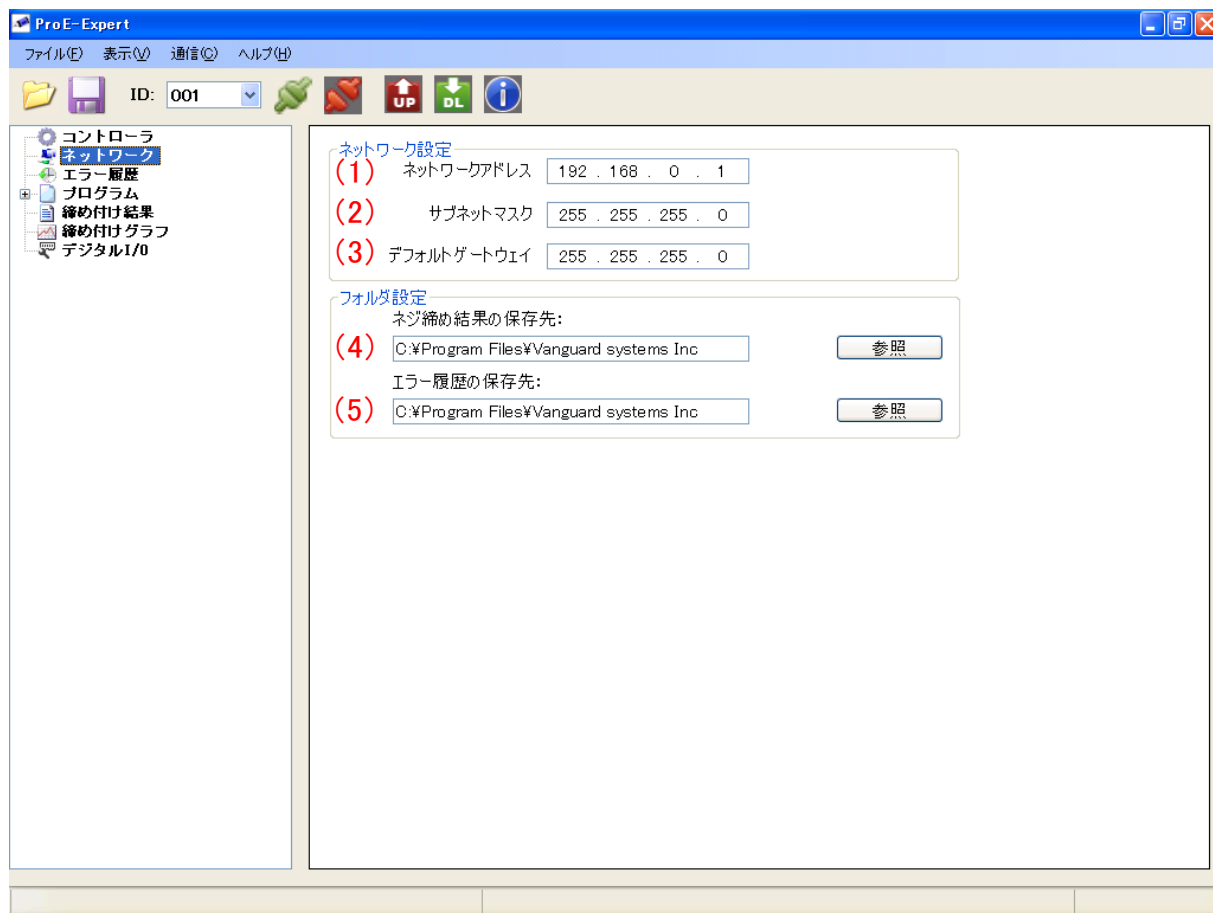 ProE-Expert
ファイル(F) 表示(V) 通信(C) ヘルプ(H)
ID: 001 UP DL i
コントローラ
ネットワーク
エラー履歴
プログラム
締め付け結果
締め付けグラフ
デジタルI/O
ネットワーク設定
(1) ネットワークアドレス 192 . 168 . 0 . 1
(2) サブネットマスク 255 . 255 . 255 . 0
(3) デフォルトゲートウェイ 255 . 255 . 255 . 0
フォルダ設定
ネジ締め結果の保存先:
(4) C:¥Program Files¥Vanguard systems Inc 参照
エラー履歴の保存先:
(5) C:¥Program Files¥Vanguard systems Inc 参照